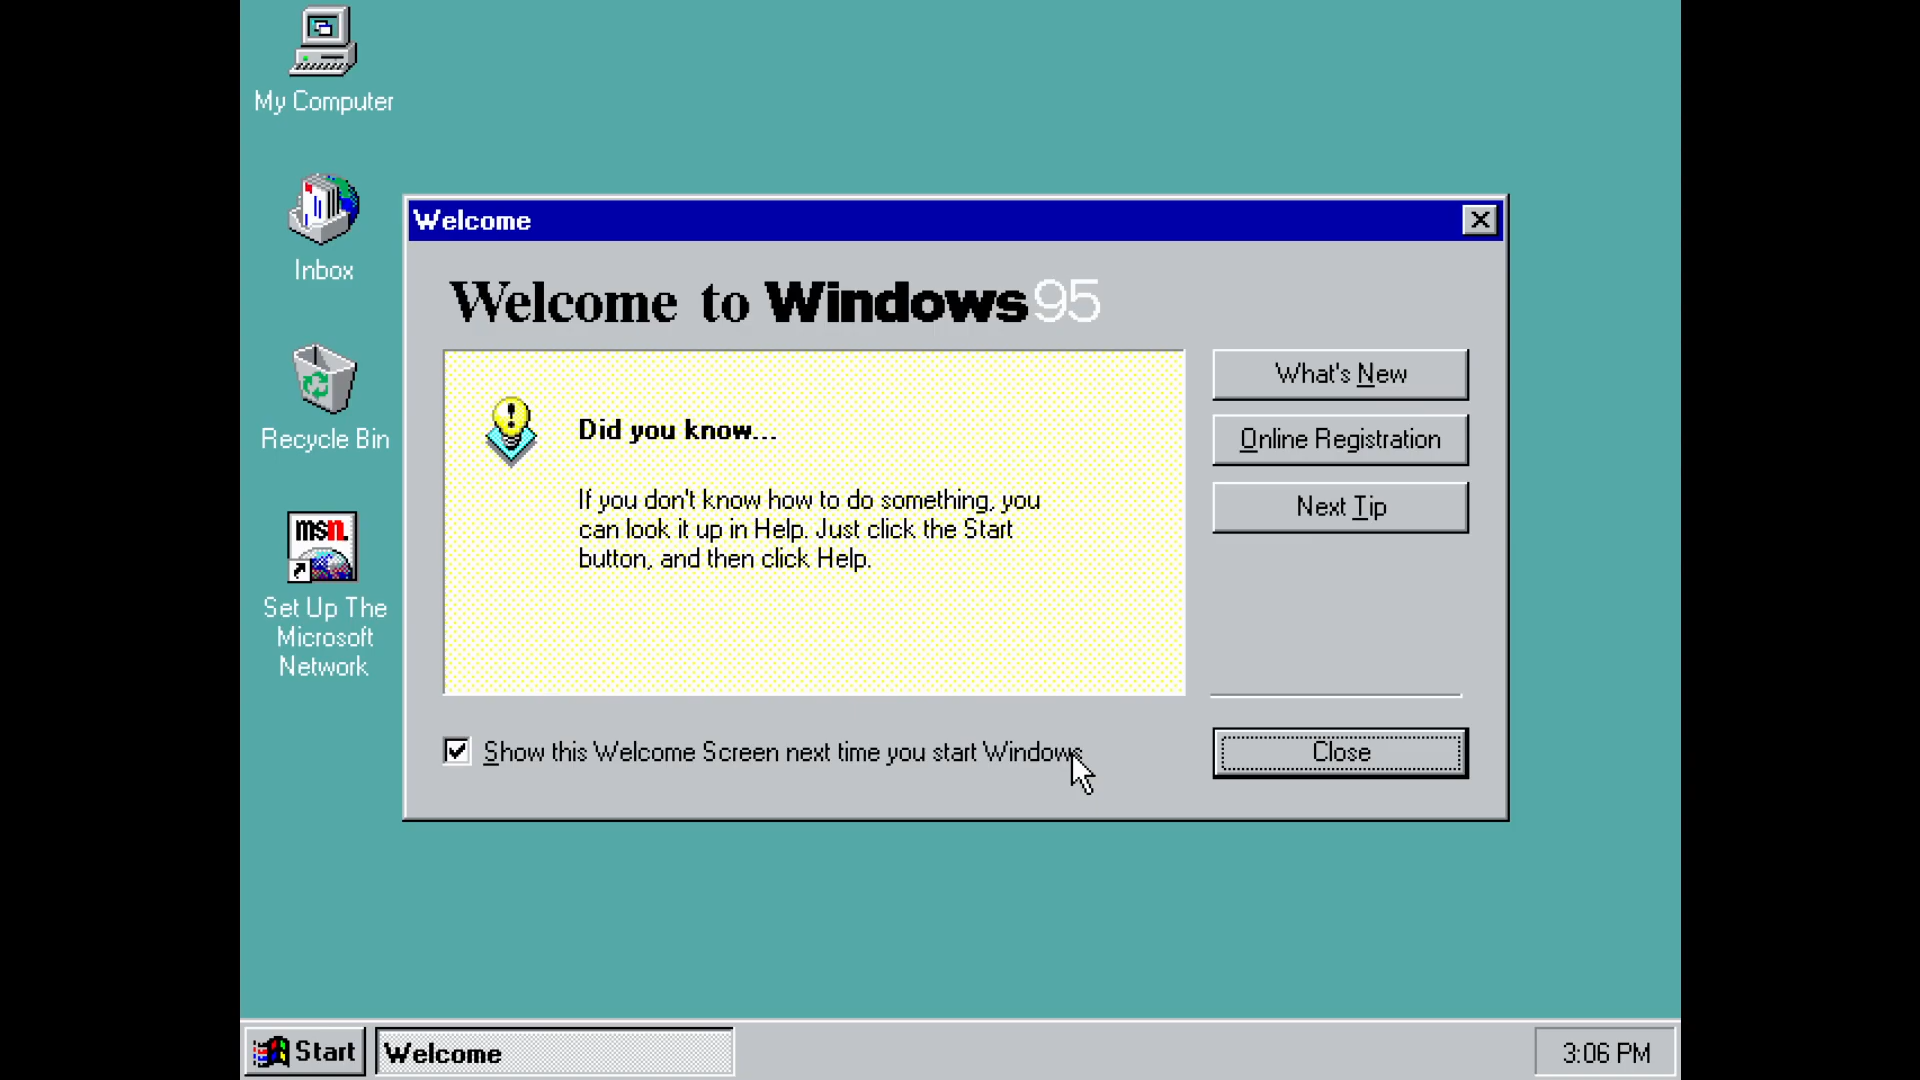 My Computer
Inbox
Recycle Bin
msn.
Set Up The
Microsoft
Network
Welcome
Welcome to Windows 95
Did you know...
If you don't know how to do something, you
can look it up in Help. Just click the Start
button, and then click Help.
What's New
Online Registration
Next Tip
Show this Welcome Screen next time you start Windows
Close
Start
Welcome
3:06 PM